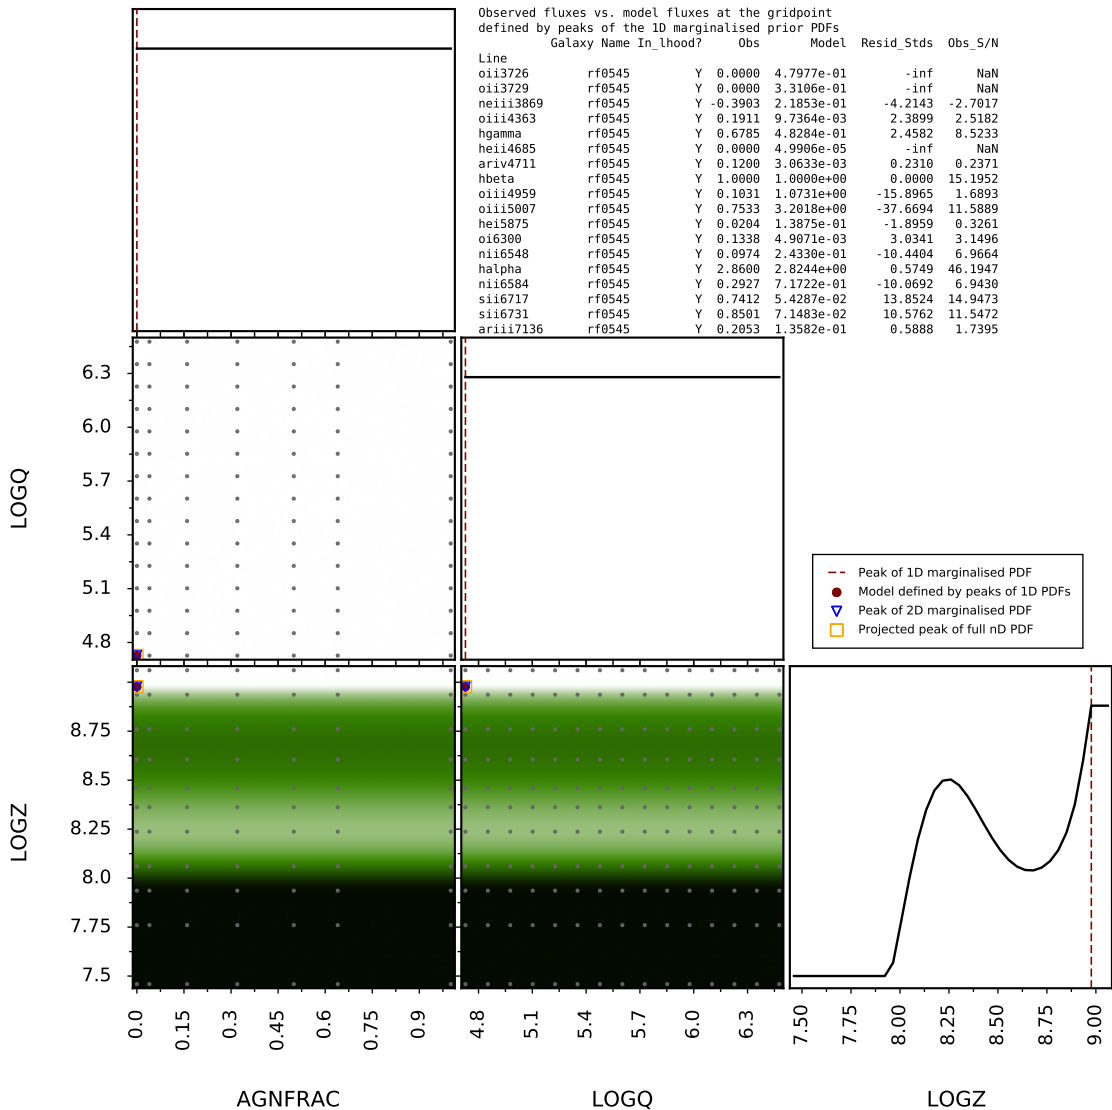 Observed fluxes vs. model fluxes at the gridpoint
defined by peaks of the 1D marginalised prior PDFs
Galaxy Name In_lhood? Obs Model Resid_Stds Obs_S/N
Line
oii3726 rf0545 Y 0.0000 4.7977e-01 -inf NaN
oii3729 rf0545 Y 0.0000 3.3106e-01 -inf NaN
neiii3869 rf0545 Y -0.3903 2.1853e-01 -4.2143 -2.7017
oiii4363 rf0545 Y 0.1911 9.7364e-03 2.3899 2.5182
hgamma rf0545 Y 0.6785 4.8284e-01 2.4582 8.5233
heii4685 rf0545 Y 0.0000 4.9906e-05 -inf NaN
ariv4711 rf0545 Y 0.1200 3.0633e-03 0.2310 0.2371
hbeta rf0545 Y 1.0000 1.0000e+00 0.0000 15.1952
oiii4959 rf0545 Y 0.1031 1.0731e+00 -15.8965 1.6893
oiii5007 rf0545 Y 0.7533 3.2018e+00 -37.6694 11.5889
hei5875 rf0545 Y 0.0204 1.3875e-01 -1.8959 0.3261
oi6300 rf0545 Y 0.1338 4.9071e-03 3.0341 3.1496
nii6548 rf0545 Y 0.0974 2.4330e-01 -10.4404 6.9664
halpha rf0545 Y 2.8600 2.8244e+00 0.5749 46.1947
nii6584 rf0545 Y 0.2927 7.1722e-01 -10.0692 6.9430
sii6717 rf0545 Y 0.7412 5.4287e-02 13.8524 14.9473
sii6731 rf0545 Y 0.8501 7.1483e-02 10.5762 11.5472
ariii7136 rf0545 Y 0.2053 1.3582e-01 0.5888 1.7395
LOGQ
6.3
6.0
5.7
5.4
5.1
4.8
Peak of 1D marginalised PDF
Model defined by peaks of 1D PDFs
Peak of 2D marginalised PDF
Projected peak of full nD PDF
LOGZ
8.75
8.5
8.25
8.0
7.75
7.5
0.0 0.15 0.3 0.45 0.6 0.75 0.9
4.8 5.1 5.4 5.7 6.0 6.3
7.50 7.75 8.00 8.25 8.50 8.75 9.00
AGNFRAC LOGQ LOGZ